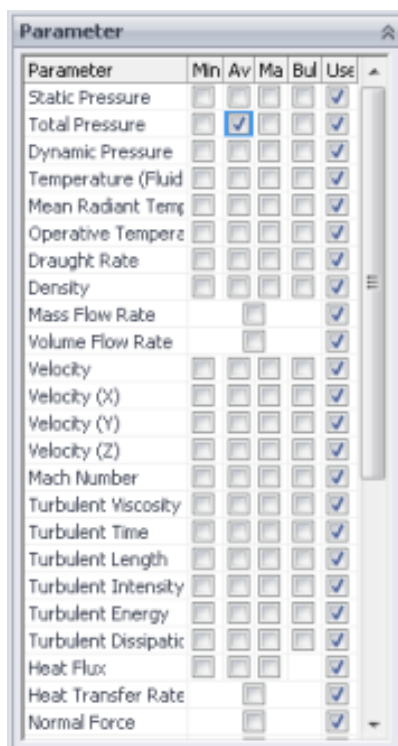 Parameter
Parameter Min Av Ma Bul Use
Static Pressure
Total Pressure
Dynamic Pressure
Temperature (Fluid
Mean Radiant Temp
Operative Tempera
Draught Rate
Density
Mass Flow Rate
Volume Flow Rate
Velocity
Velocity (X)
Velocity (Y)
Velocity (Z)
Mach Number
Turbulent Viscosity
Turbulent Time
Turbulent Length
Turbulent Intensity
Turbulent Energy
Turbulent Dissipatic
Heat Flux
Heat Transfer Rate
Normal Force